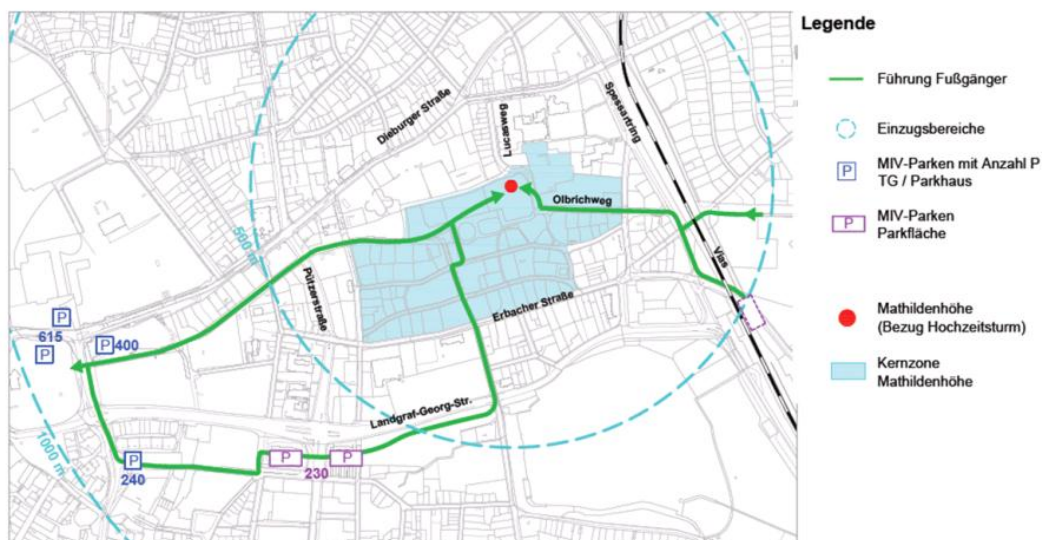 Legende
Führung Fußgänger
Einzugsbereiche
MIV-Parken mit Anzahl P
TG / Parkhaus
MIV-Parken
Parkfläche
Mathildenhöhe
(Bezug Hochzeitsturm)
Kernzone
Mathildenhöhe
P
P
Dieburger Straße
Lucasweg
Spessartring
Olbrichweg
500 m
Pützerstraße
Vias
Erbacher Straße
P
615
P
400
P
Landgraf-Georg-Str.
1000 m
P
240
P
P
230